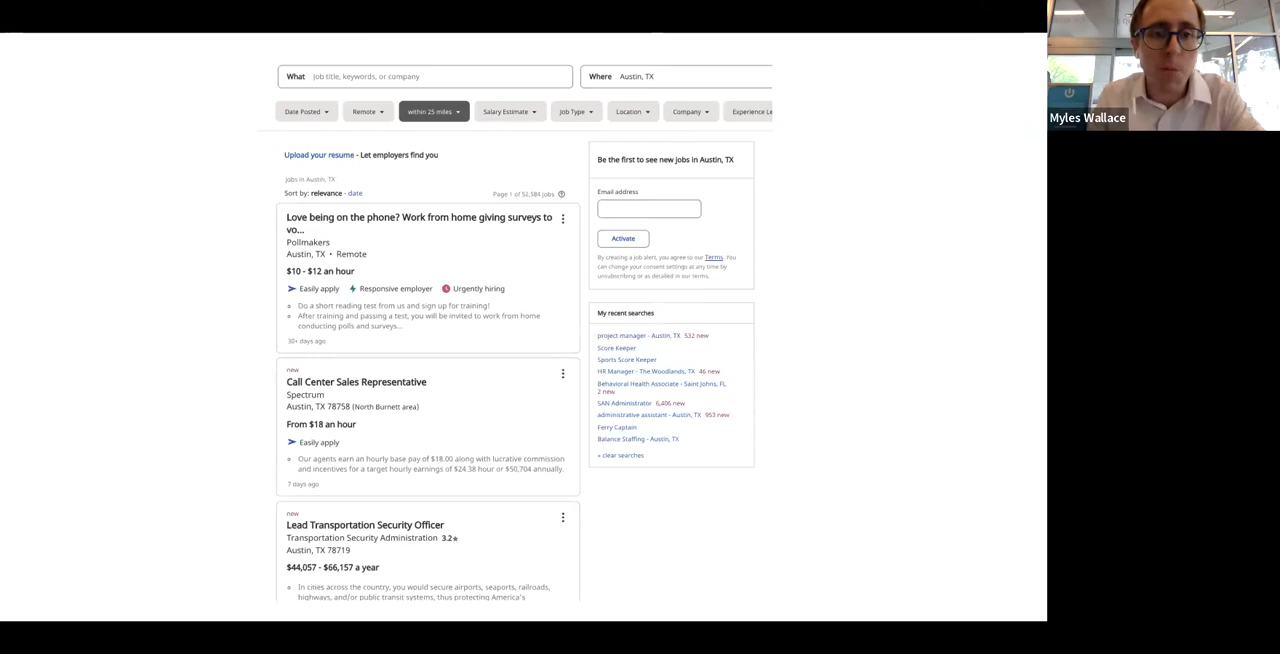 What Job title, keywords, or company
Where Austin, TX
Date Posted
Remote
within 25 miles
Salary Estimate
Job Type
Location
Company
Experience Le
Upload your resume - Let employers find you
Jobs in Austin, TX
Sort by: relevance - date
Page 1 of 52,584 jobs
Love being on the phone? Work from home giving surveys to
vo...
Pollmakers
Austin, TX • Remote
$10 - $12 an hour
Easily apply
Responsive employer
Urgently hiring
Do a short reading test from us and sign up for training!
After training and passing a test, you will be invited to work from home
conducting polls and surveys...
30+ days ago
new
Call Center Sales Representative
Spectrum
Austin, TX 78758 (North Burnett area)
From $18 an hour
Easily apply
Our agents earn an hourly base pay of $18.00 along with lucrative commission
and incentives for a target hourly earnings of $24.38 hour or $50,704 annually.
7 days ago
new
Lead Transportation Security Officer
Transportation Security Administration 3.2
Austin, TX 78719
$44,057 - $66,157 a year
In cities across the country, you would secure airports, seaports, railroads,
highways, and/or public transit systems, thus protecting America's
Be the first to see new jobs in Austin, TX
Email address
Activate
By creating a job alert, you agree to our Terms. You
can change your consent settings at any time by
unsubscribing or as detailed in our terms.
My recent searches
project manager - Austin, TX 532 new
Score Keeper
Sports Score Keeper
HR Manager - The Woodlands, TX 46 new
Behavioral Health Associate - Saint Johns, FL
2 new
SAN Administrator 6,406 new
administrative assistant - Austin, TX 953 new
Ferry Captain
Balance Staffing - Austin, TX
» clear searches
Myles Wallace